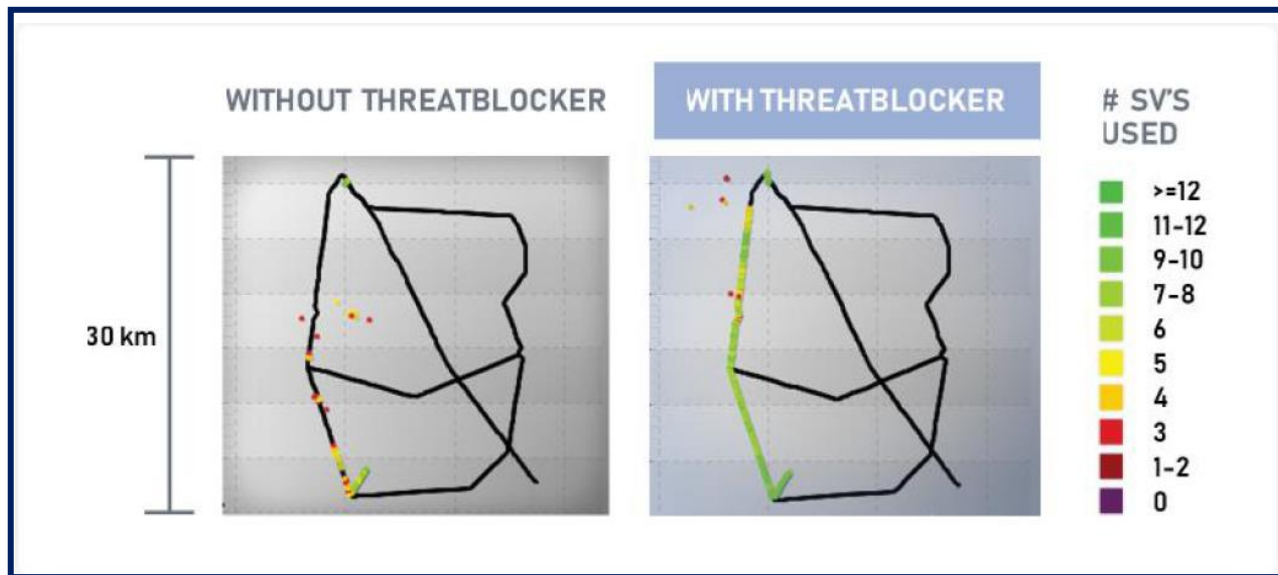 WITHOUT THREATBLOCKER
WITH THREATBLOCKER
# SV'S
USED
30 km
>=12
11-12
9-10
7-8
6
5
4
3
1-2
0